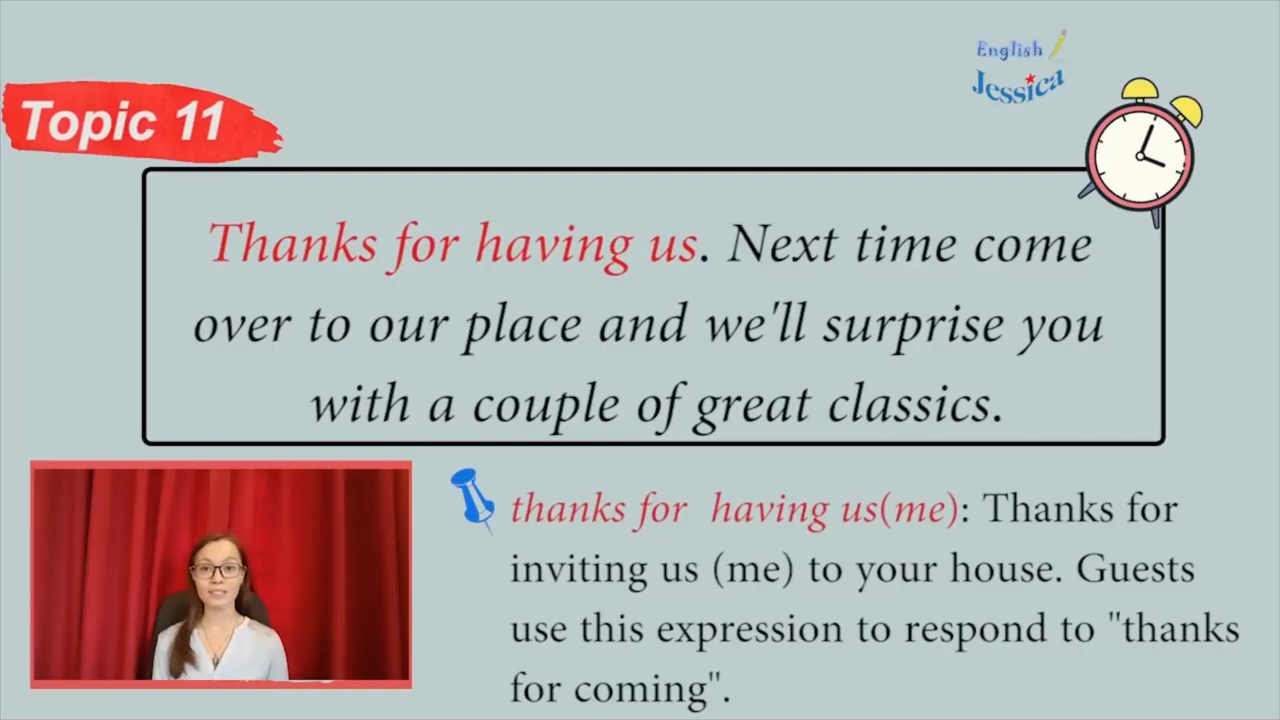 English
Jessica
Topic 11
Thanks for having us. Next time come
over to our place and we'll surprise you
with a couple of great classics.
thanks for having us(me): Thanks for
inviting us (me) to your house. Guests
use this expression to respond to "thanks
for coming".